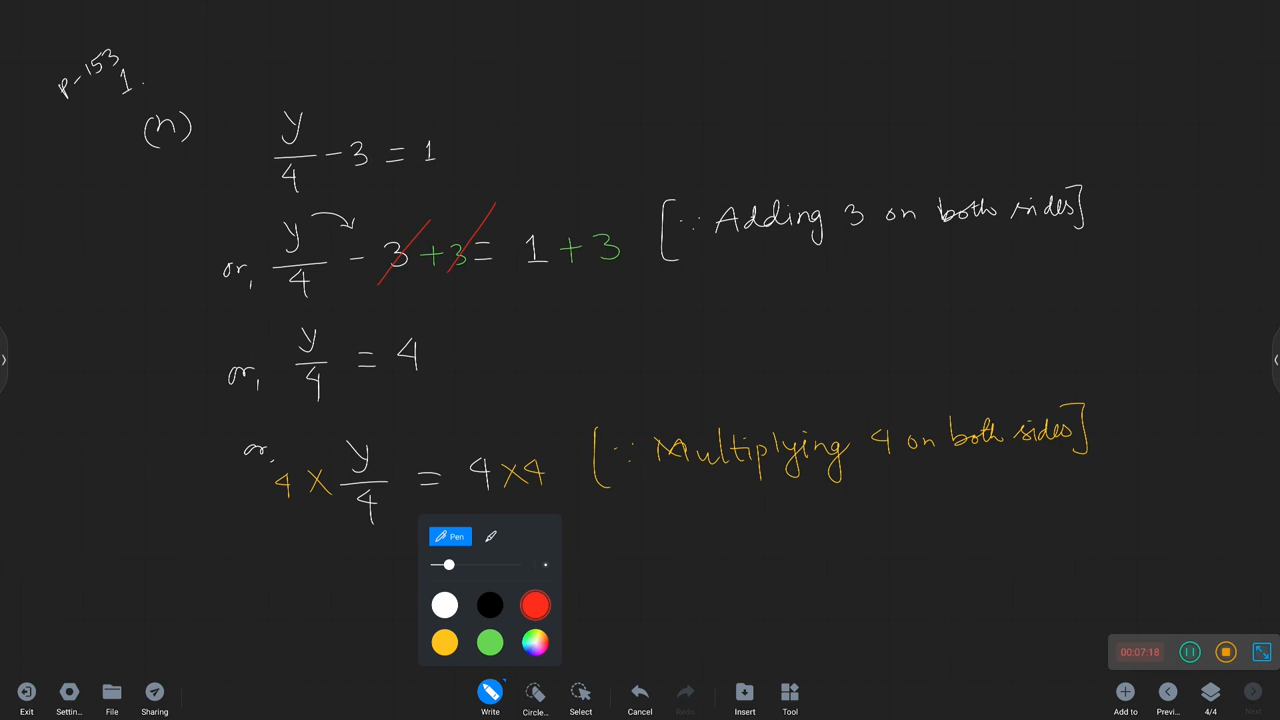 P-153
1.
(n)
y/4 - 3 = 1
or, y/4 - 3 + 3 = 1 + 3 [∵ Adding 3 on both sides]
or, y/4 = 4
or, 4 × y/4 = 4 × 4 [∵ Multiplying 4 on both sides]
Pen
00:07:18
Exit Settin... File Sharing Write Circle... Select Cancel Redo Insert Tool Add to Previ... 4/4 Next